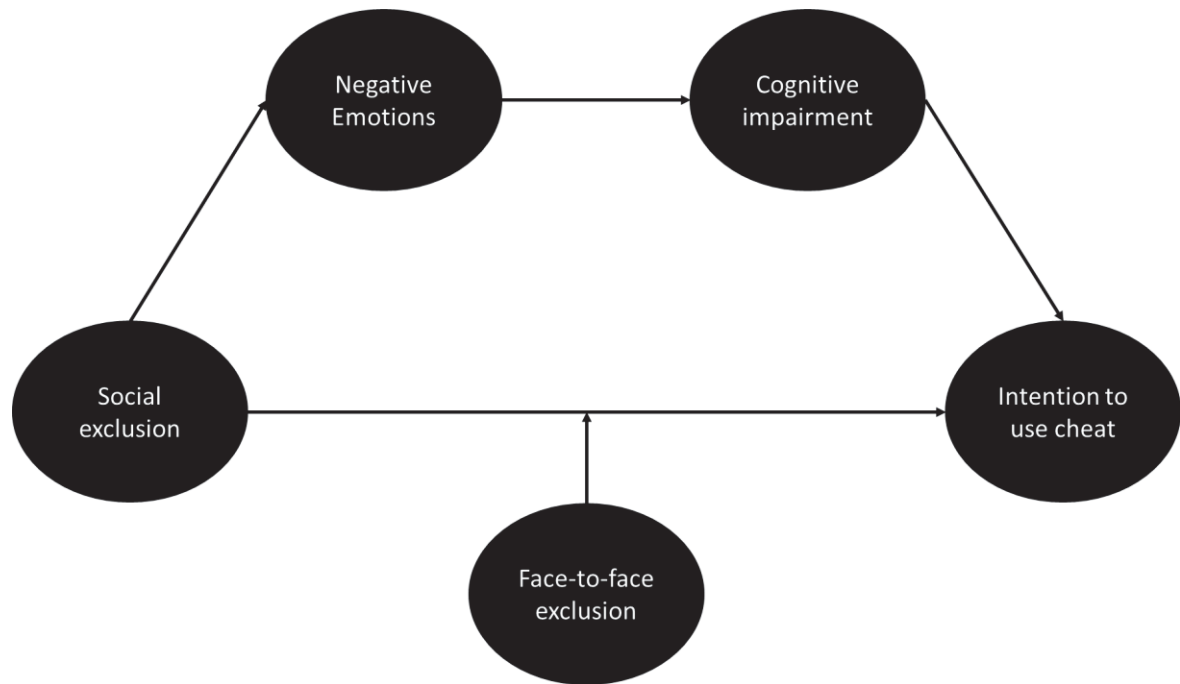 Negative
Emotions
Cognitive
impairment
Social
exclusion
Intention to
use cheat
Face-to-face
exclusion